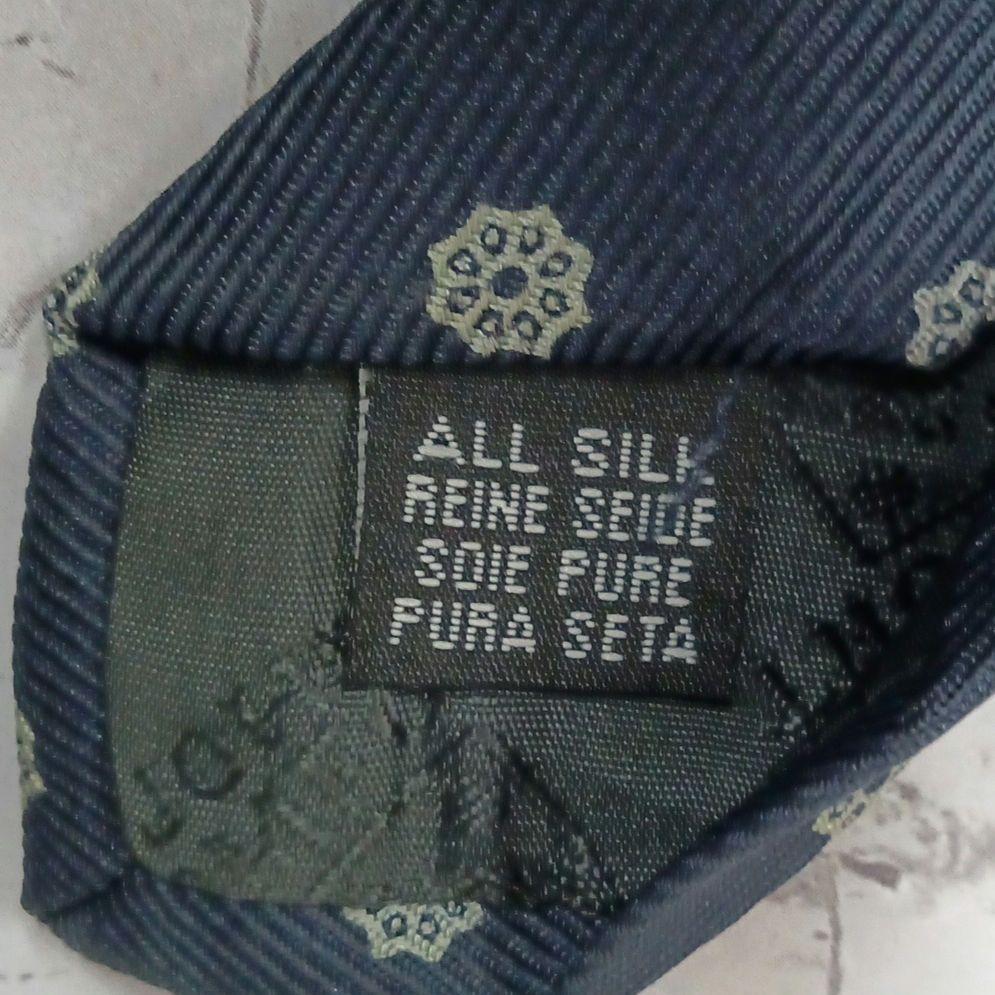 ALL SILK
REINE SEIDE
SOIE PURE
PURA SETA